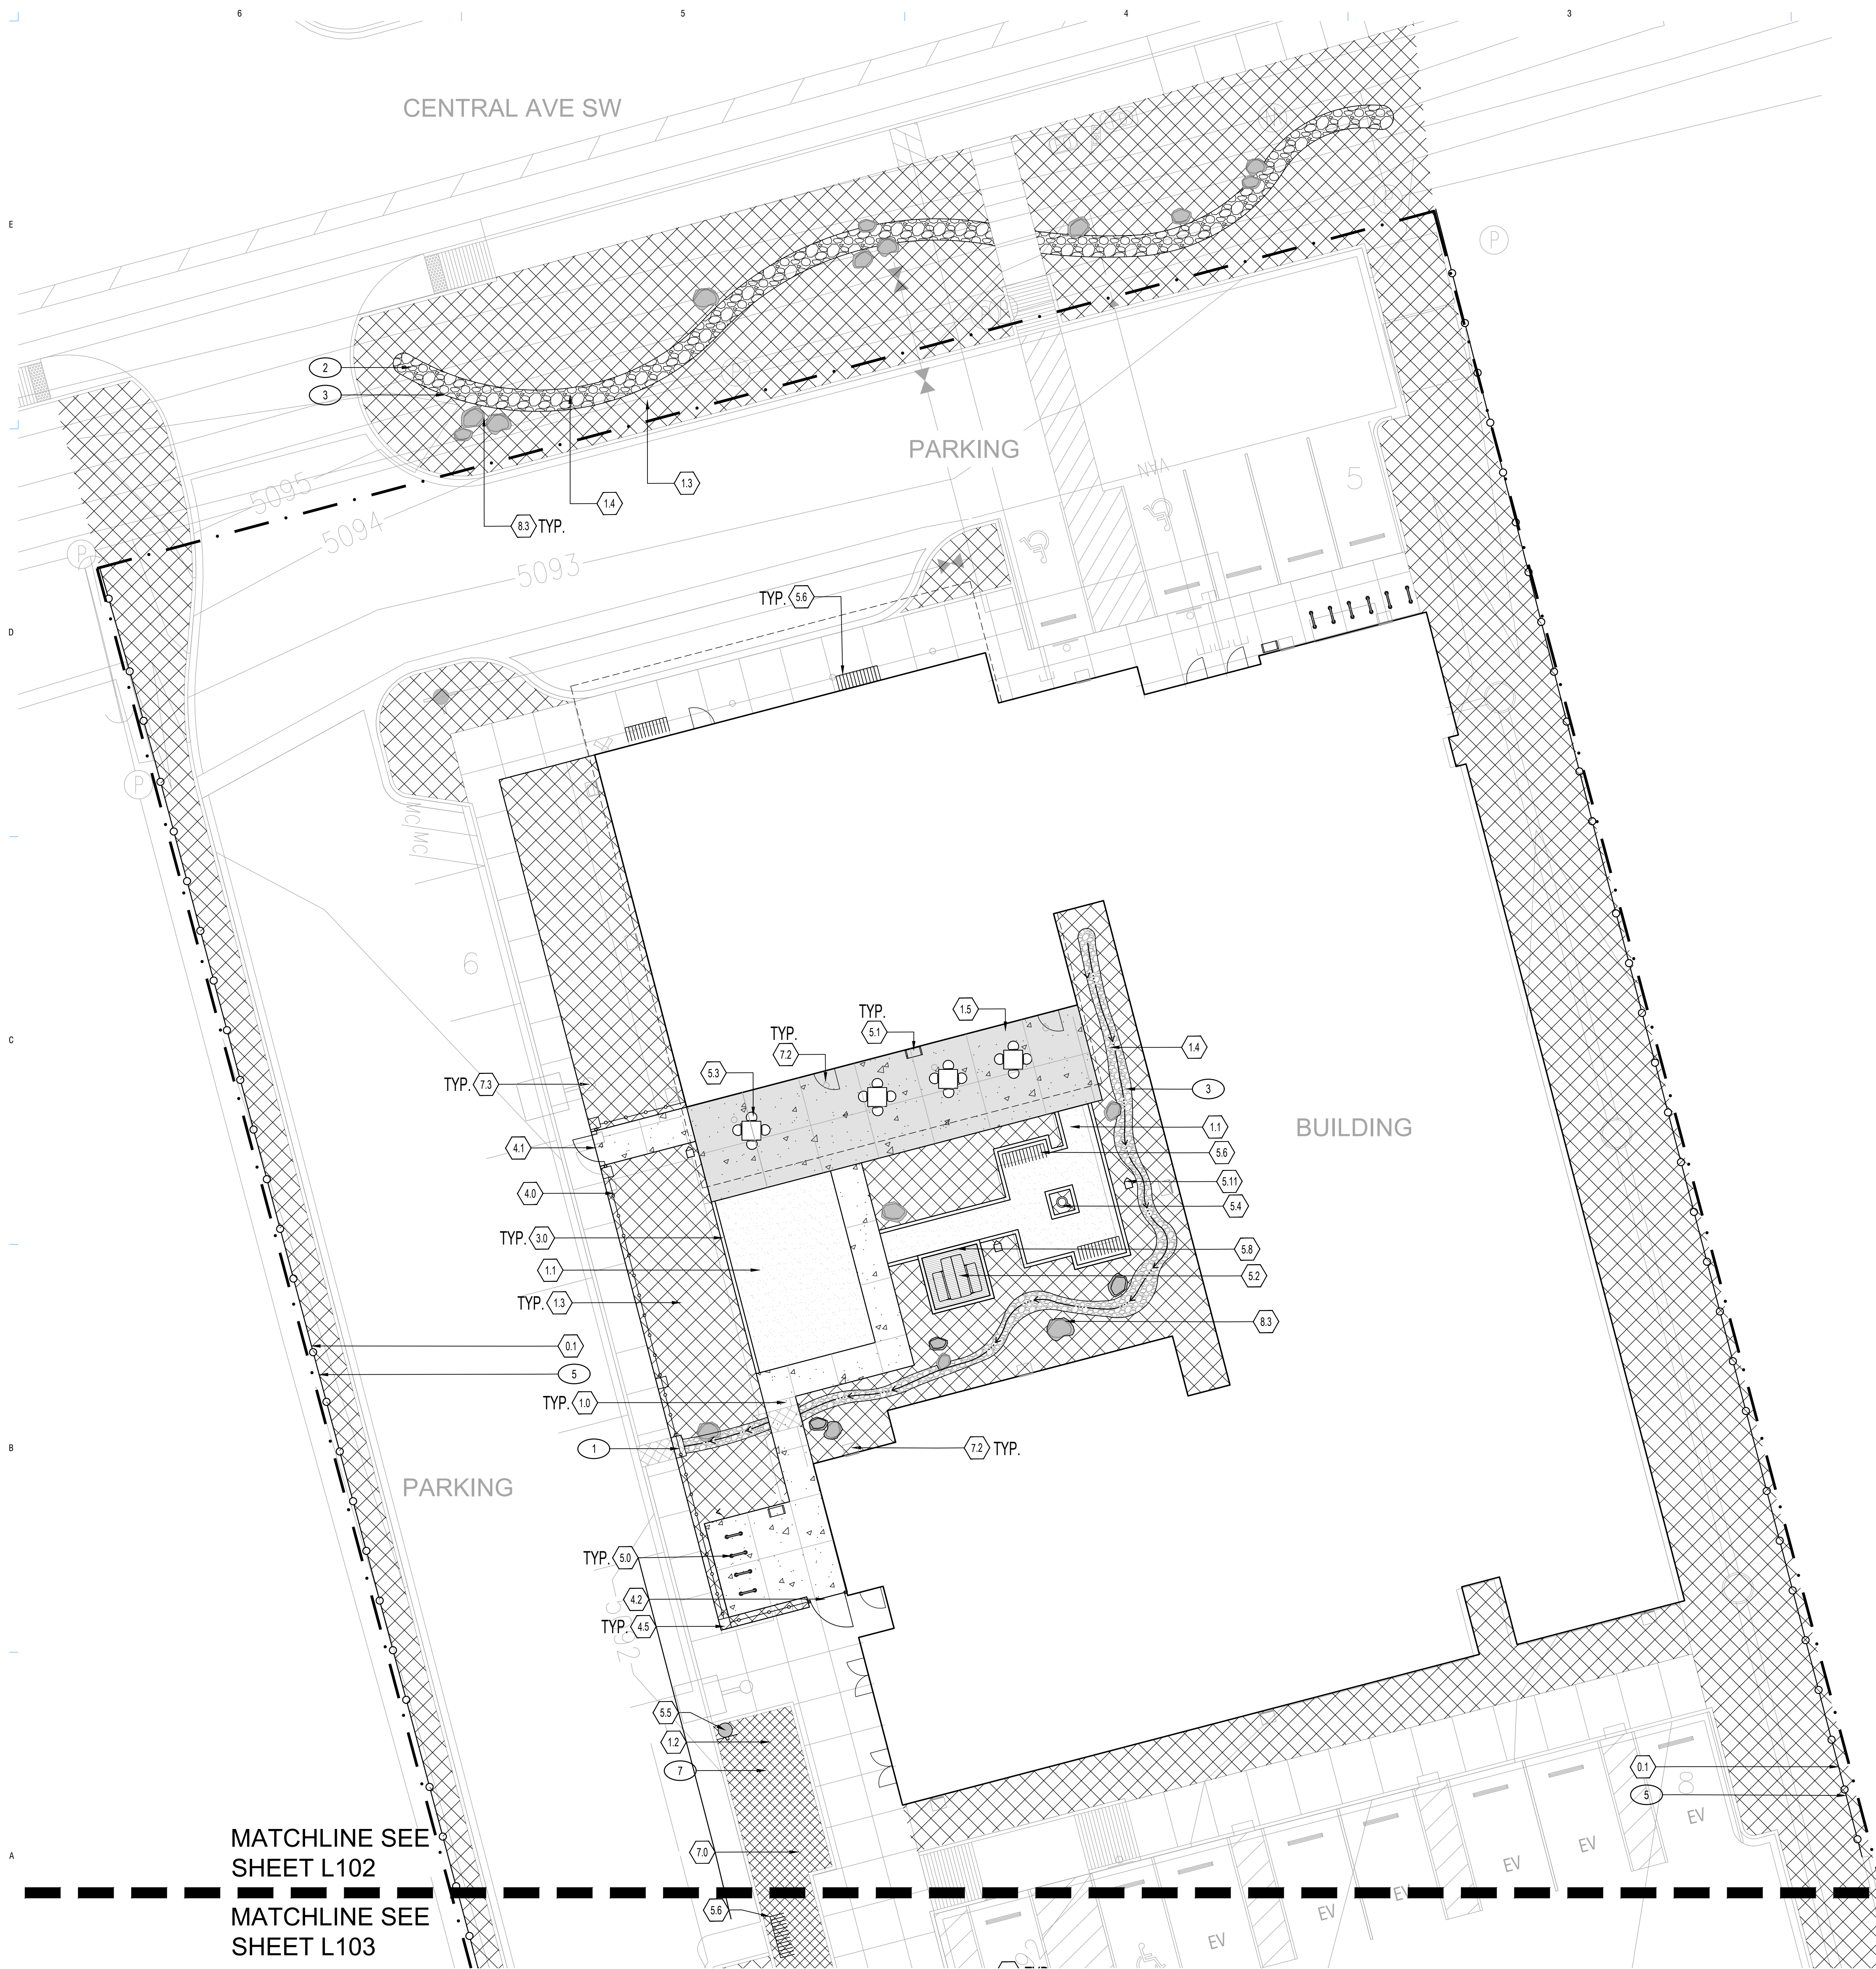 6 5 4 3
CENTRAL AVE SW
E
P
2
3
PARKING
VAN
5
5095
1.3
1.4
8.3 TYP.
5094
P
5093
TYP. 5.6
D
P
MC MC
6
C
TYP.
5.1
1.5
TYP.
7.2
1.4
5.3
TYP. 7.3
3
1.1
BUILDING
4.1
5.6
5.11
4.0
5.4
TYP. 3.0
5.8
1.1
5.2
TYP. 1.3
8.3
0.1
5
TYP. 1.0
1
7.2 TYP.
B
PARKING
TYP. 5.0
4.2
TYP. 4.5
5.5
1.2
7
0.1
8
5
EV
MATCHLINE SEE
SHEET L102
7.0
EV
EV
A
EV
MATCHLINE SEE
SHEET L103
5.6
EV
EV